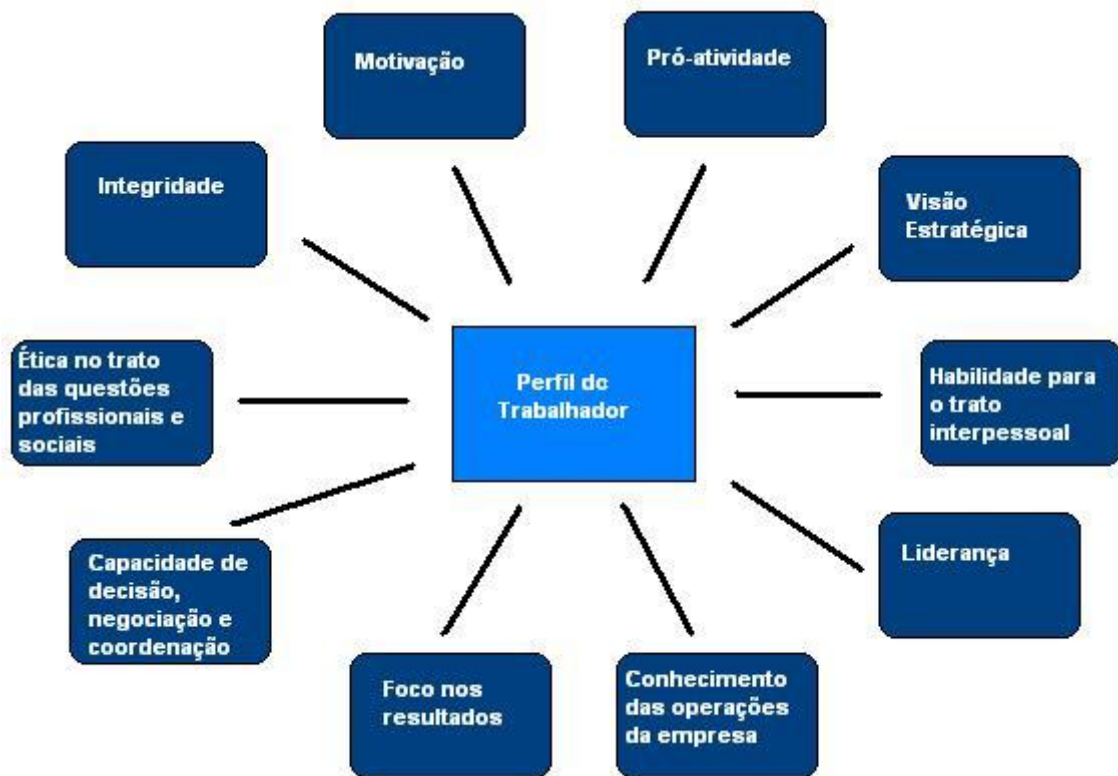 Motivação
Pró-atividade
Integridade
Visão
Estratégica
Ética no trato
das questões
profissionais e
sociais
Perfil do
Trabalhador
Habilidade para
o trato
interpessoal
Capacidade de
decisão,
negociação e
coordenação
Liderança
Foco nos
resultados
Conhecimento
das operações
da empresa